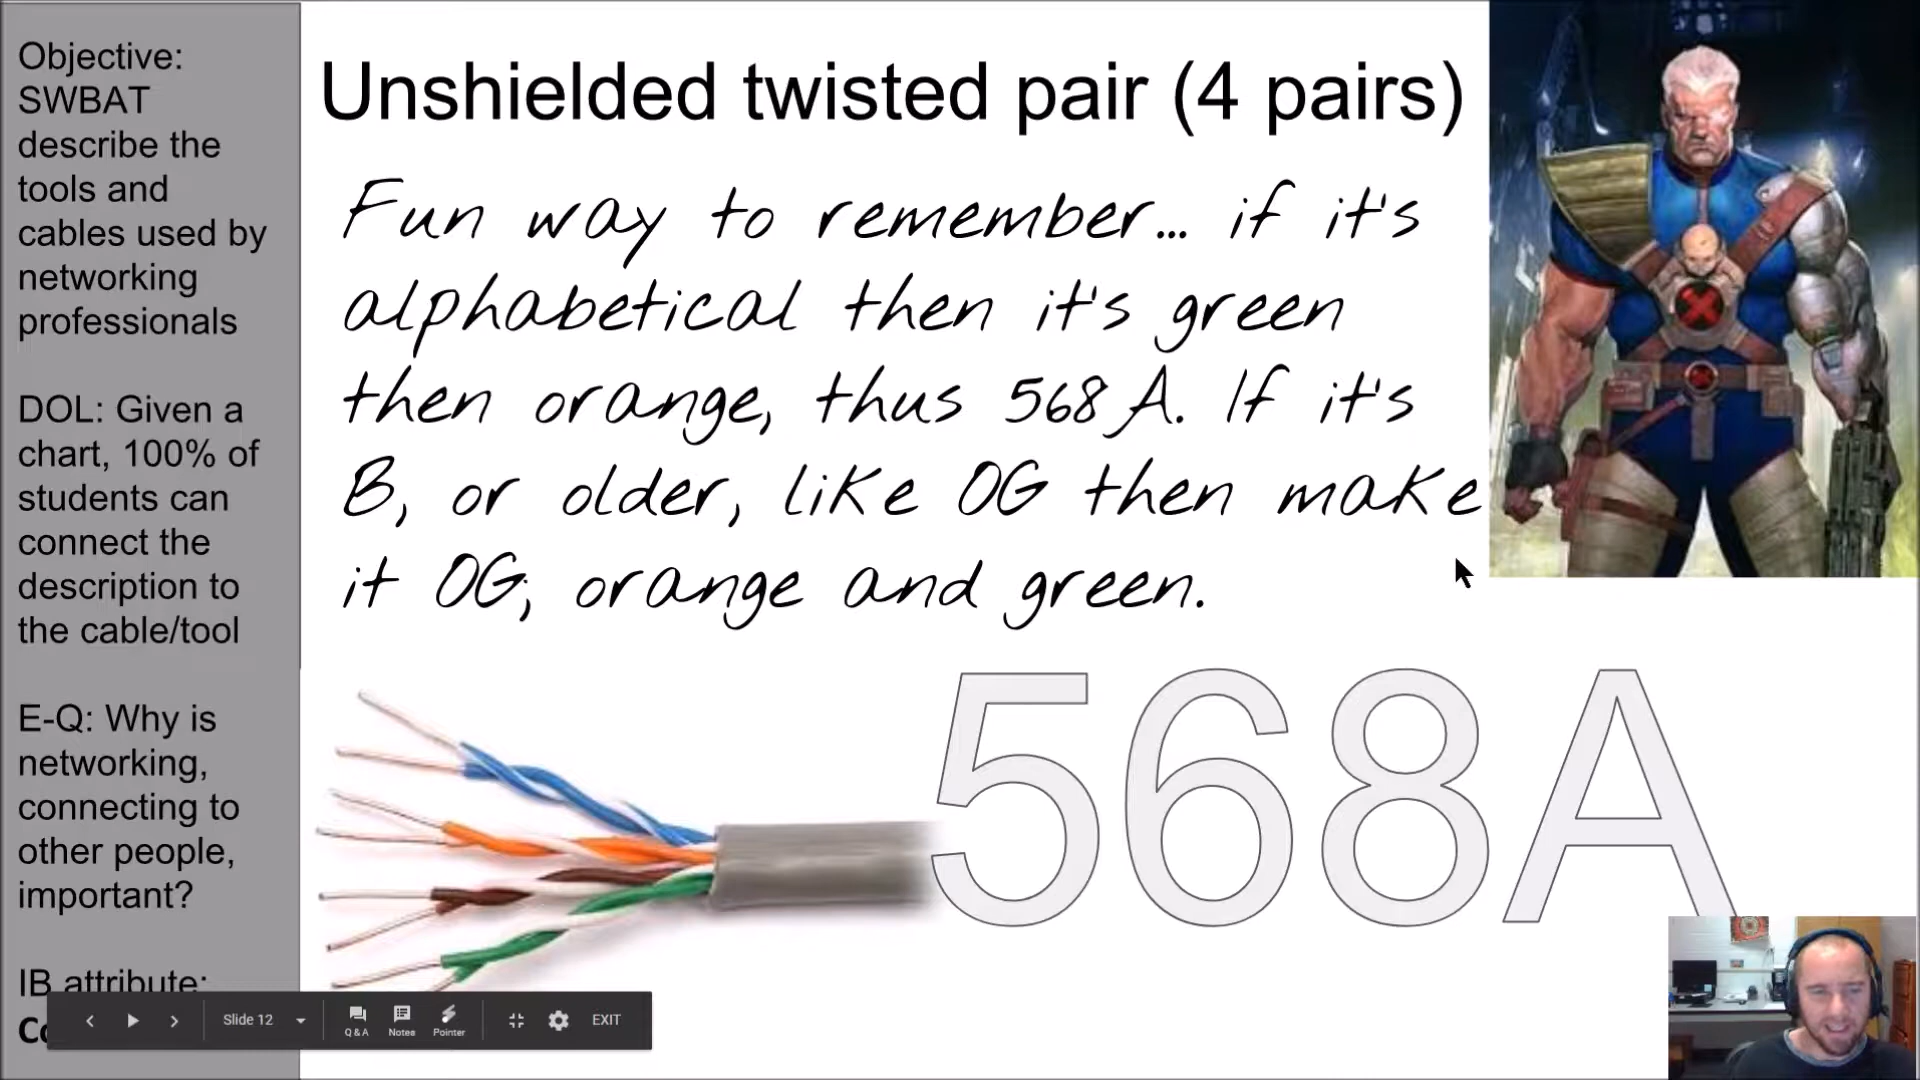 Objective:
SWBAT
describe the
tools and
cables used by
networking
professionals
DOL: Given a
chart, 100% of
students can
connect the
description to
the cable/tool
E-Q: Why is
networking,
connecting to
other people,
important?
IB attribute:
Unshielded twisted pair (4 pairs)
Fun way to remember... if it's
alphabetical then it's green
then orange, thus 568A. If it's
B, or older, like OG then make
it OG; orange and green.
568A
Slide 12
Q & A
Notes
Pointer
EXIT